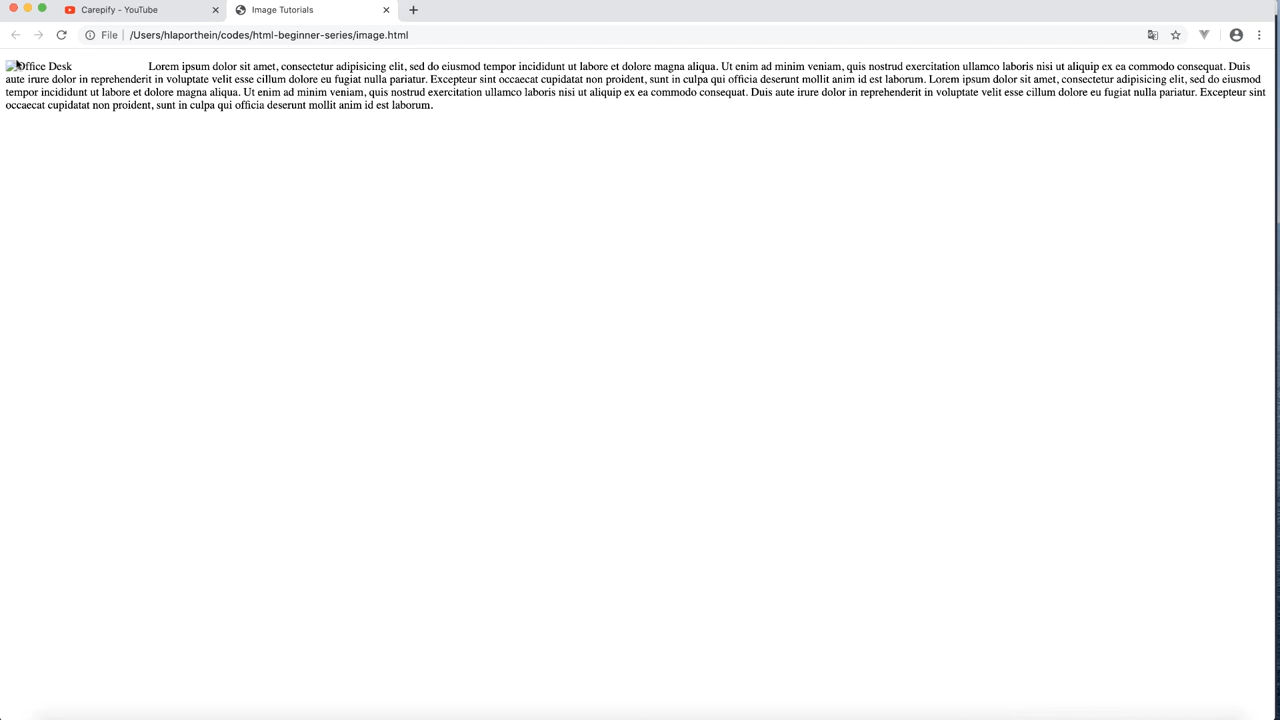 Carepify - YouTube
Image Tutorials
File
/Users/hlaporthein/codes/html-beginner-series/image.html
Office Desk Lorem ipsum dolor sit amet, consectetur adipisicing elit, sed do eiusmod tempor incididunt ut labore et dolore magna aliqua. Ut enim ad minim veniam, quis nostrud exercitation ullamco laboris nisi ut aliquip ex ea commodo consequat. Duis
aute irure dolor in reprehenderit in voluptate velit esse cillum dolore eu fugiat nulla pariatur. Excepteur sint occaecat cupidatat non proident, sunt in culpa qui officia deserunt mollit anim id est laborum. Lorem ipsum dolor sit amet, consectetur adipisicing elit, sed do eiusmod
tempor incididunt ut labore et dolore magna aliqua. Ut enim ad minim veniam, quis nostrud exercitation ullamco laboris nisi ut aliquip ex ea commodo consequat. Duis aute irure dolor in reprehenderit in voluptate velit esse cillum dolore eu fugiat nulla pariatur. Excepteur sint
occaecat cupidatat non proident, sunt in culpa qui officia deserunt mollit anim id est laborum.